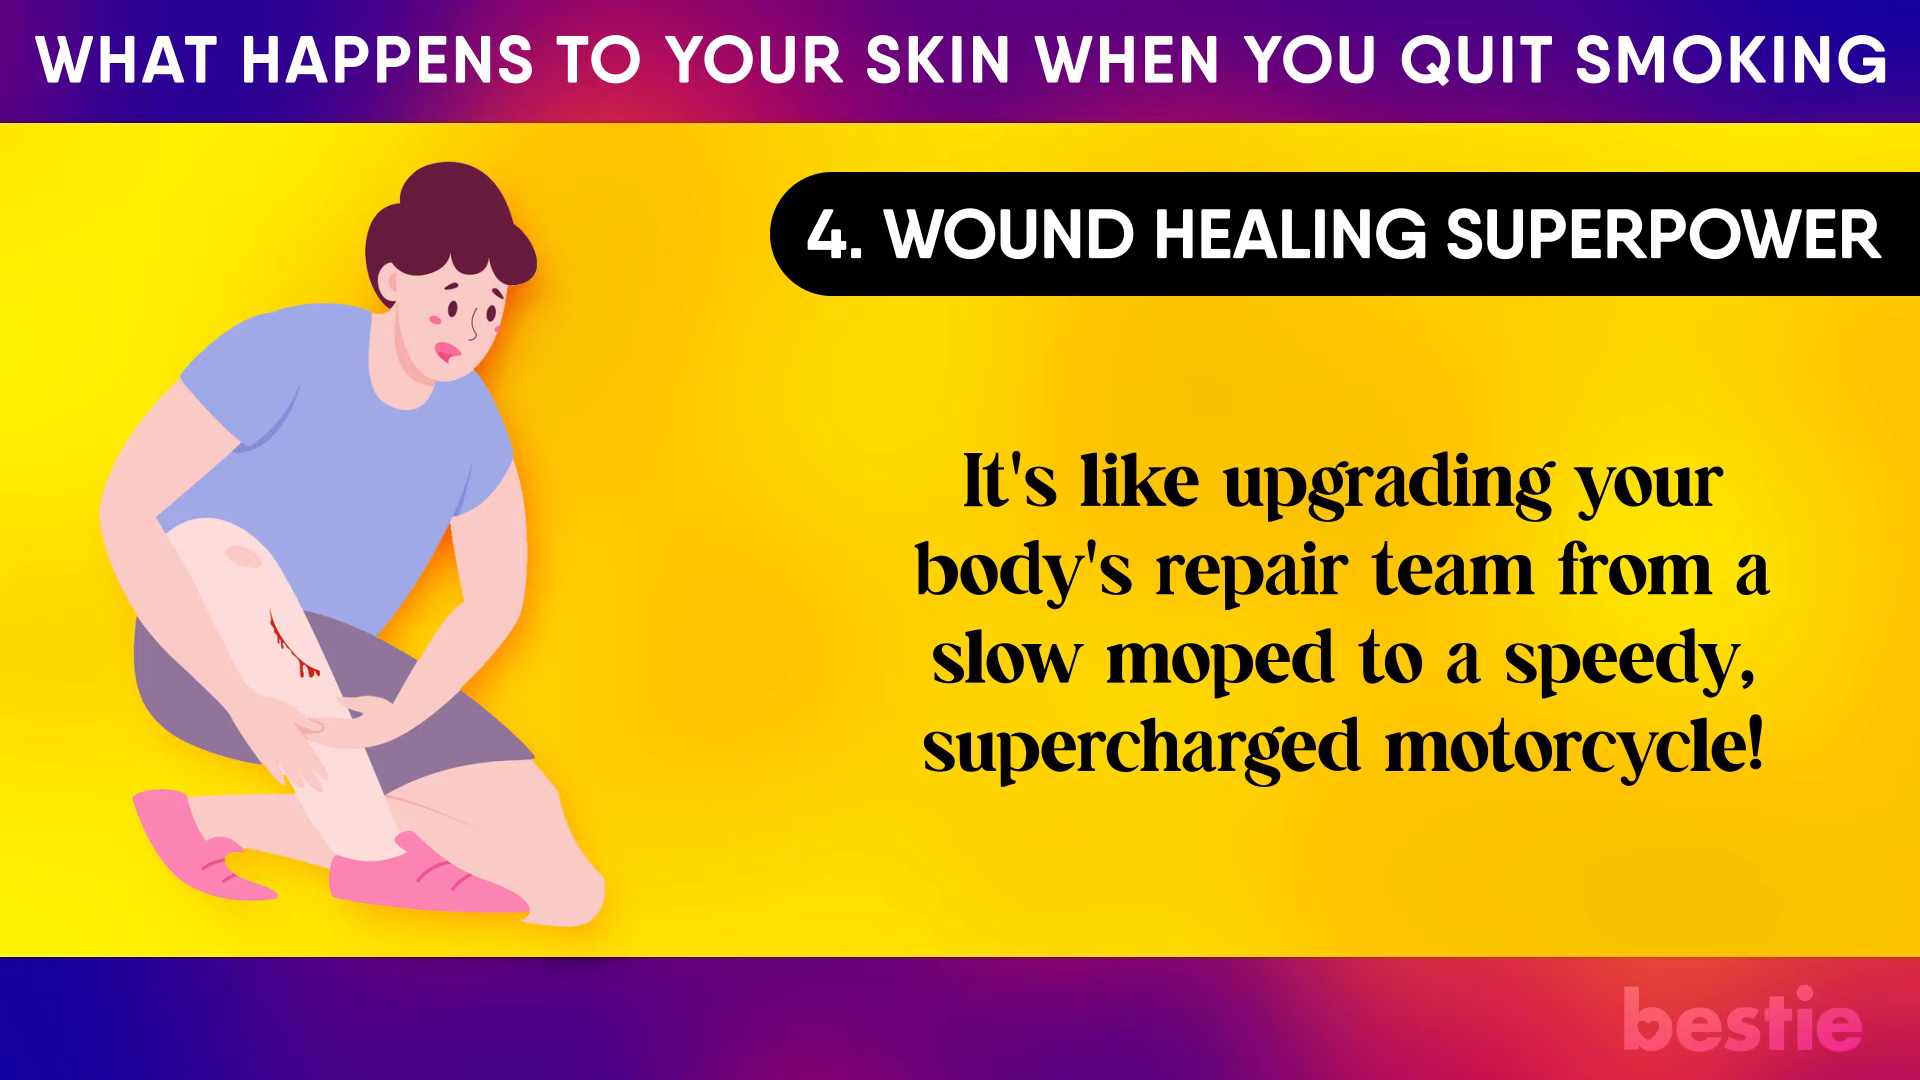 WHAT HAPPENS TO YOUR SKIN WHEN YOU QUIT SMOKING
4. WOUND HEALING SUPERPOWER
It's like upgrading your
body's repair team from a
slow moped to a speedy,
supercharged motorcycle!
bestie